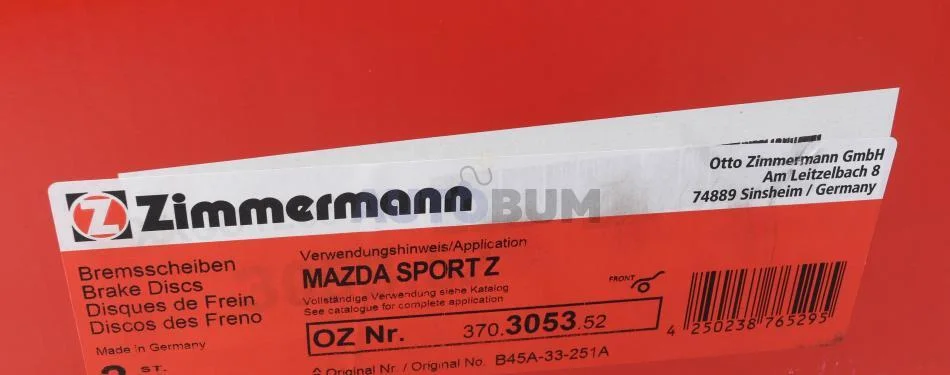 Zimmermann
Otto Zimmermann GmbH
Am Leitzelbach 8
74889 Sinsheim / Germany
AUTOBUM
Bremsscheiben
Brake Discs
Disques de Frein
Discos des Freno
Made in Germany
ST.
Verwendungshinweis/Application
MAZDA SPORT Z
Vollständige Verwendung siehe Katalog
See catalogue for complete application
FRONT
OZ Nr. 370.3053.52
≙ Original Nr. / Original No. B45A-33-251A
4 250238 765295